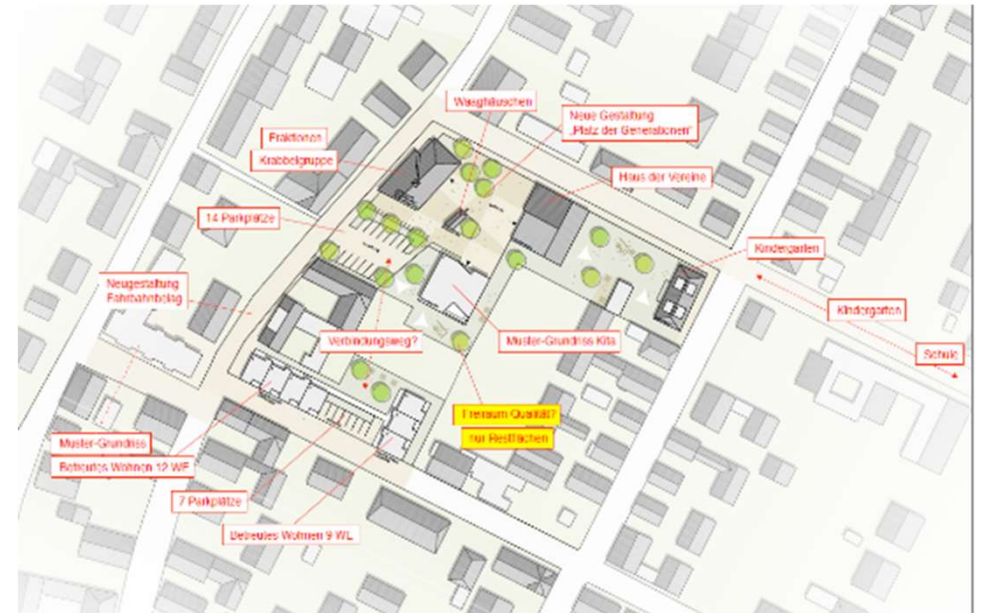 Waaghäuschen
Neue Gestaltung
„Platz der Generationen"
Fraktionen
Krabbelgruppe
Haus der Vereine
14 Parkplätze
Kindergarten
Neugestaltung
Fahrbahnbelag
Kindergarten
Verbindungsweg?
Muster-Grundriss Kita
Schule
Freiraum Qualität?
nur Restflächen
Muster-Grundriss
Betreutes Wohnen 12 WE
7 Parkplätze
Betreutes Wohnen 9 WE